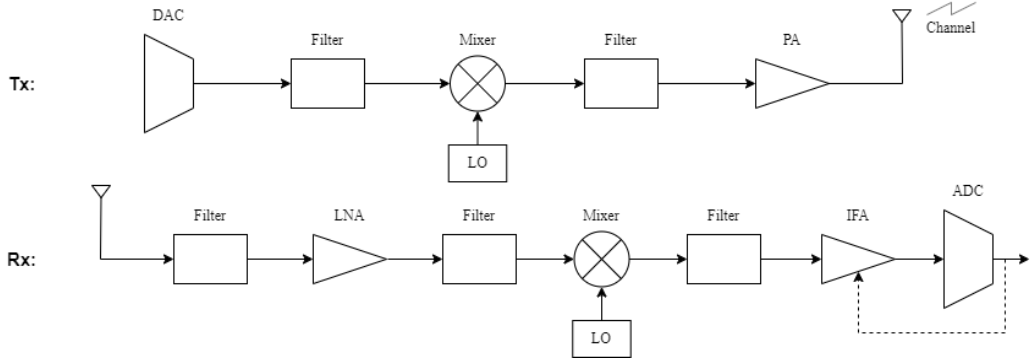 DAC
Filter
Mixer
Filter
PA
Channel
Tx:
LO
Filter
LNA
Filter
Mixer
Filter
IFA
ADC
Rx:
LO